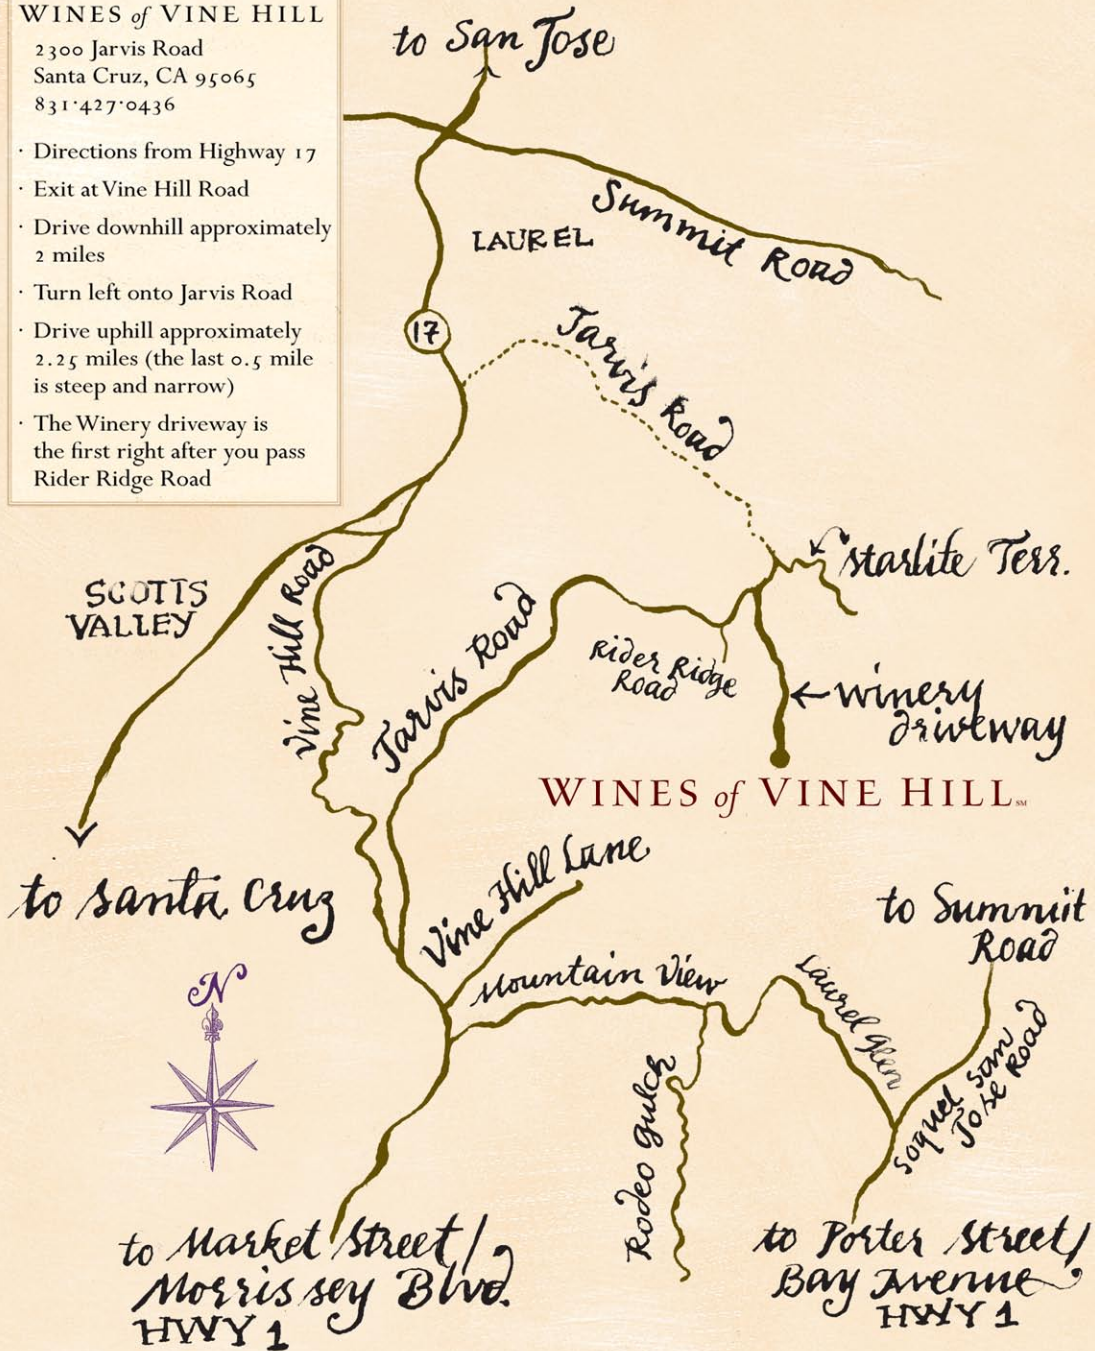 WINES of VINE HILL
2300 Jarvis Road
Santa Cruz, CA 95065
831·427·0436
· Directions from Highway 17
· Exit at Vine Hill Road
· Drive downhill approximately
2 miles
· Turn left onto Jarvis Road
· Drive uphill approximately
2.25 miles (the last 0.5 mile
is steep and narrow)
· The Winery driveway is
the first right after you pass
Rider Ridge Road
to San Jose
Summit Road
LAUREL
17
Jarvis Road
Starlite Terr.
SCOTTS
VALLEY
Vine Hill Road
Jarvis Road
Rider Ridge
Road
winery
driveway
WINES of VINE HILL SM
to Santa Cruz
Vine Hill Lane
to Summit
Road
N
Mountain View
Laurel Glen
Soquel San
Jose Road
Rodeo Gulch
to Market Street/
Morrissey Blvd.
HWY 1
to Porter Street/
Bay Avenue
HWY 1